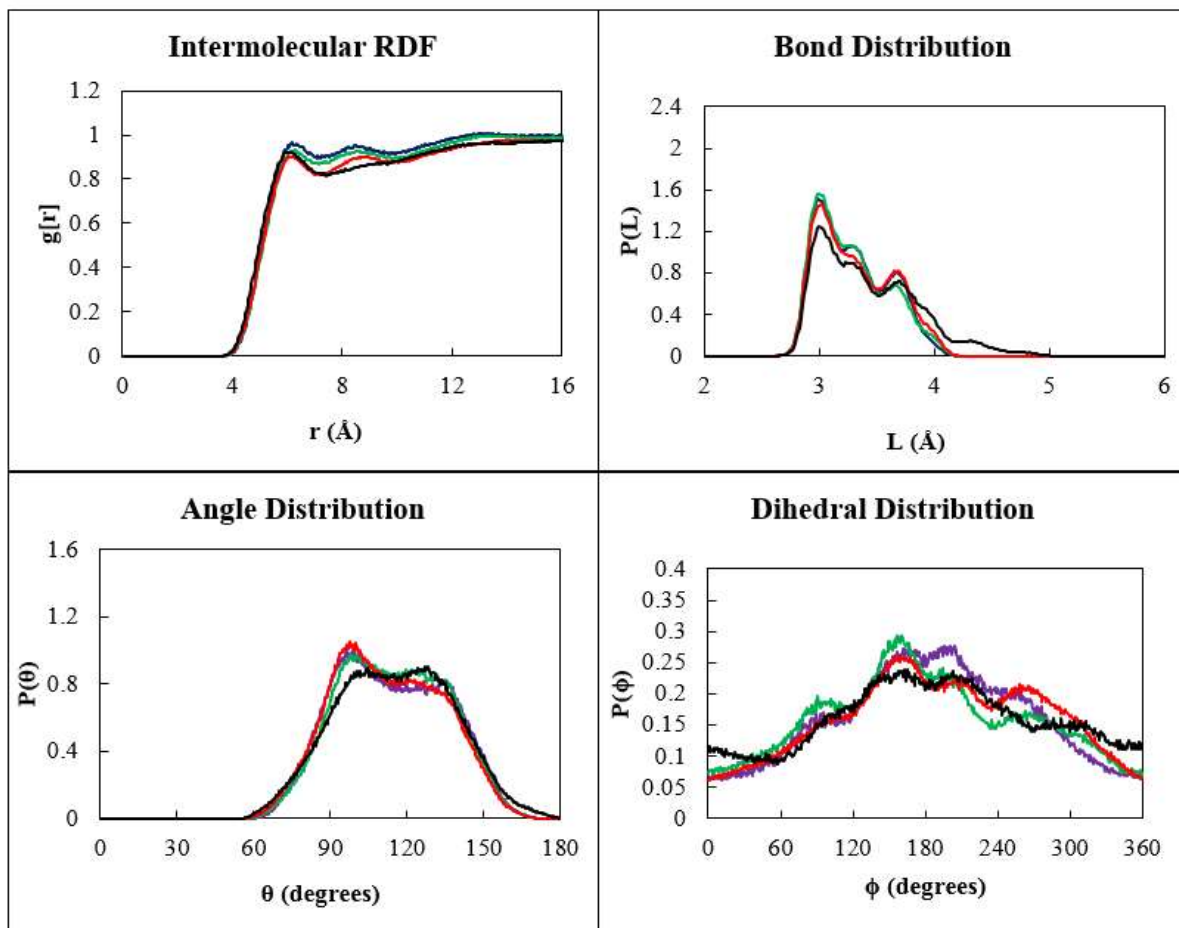 Intermolecular RDF
1.2
1
0.8
0.6
0.4
0.2
0
g[r]
0 4 8 12 16
r (Å)
Bond Distribution
2.4
2
1.6
1.2
0.8
0.4
0
P(L)
2 3 4 5 6
L (Å)
Angle Distribution
1.6
1.2
0.8
0.4
0
P(θ)
0 30 60 90 120 150 180
θ (degrees)
Dihedral Distribution
0.4
0.35
0.3
0.25
0.2
0.15
0.1
0.05
0
P(ϕ)
0 60 120 180 240 300 360
ϕ (degrees)